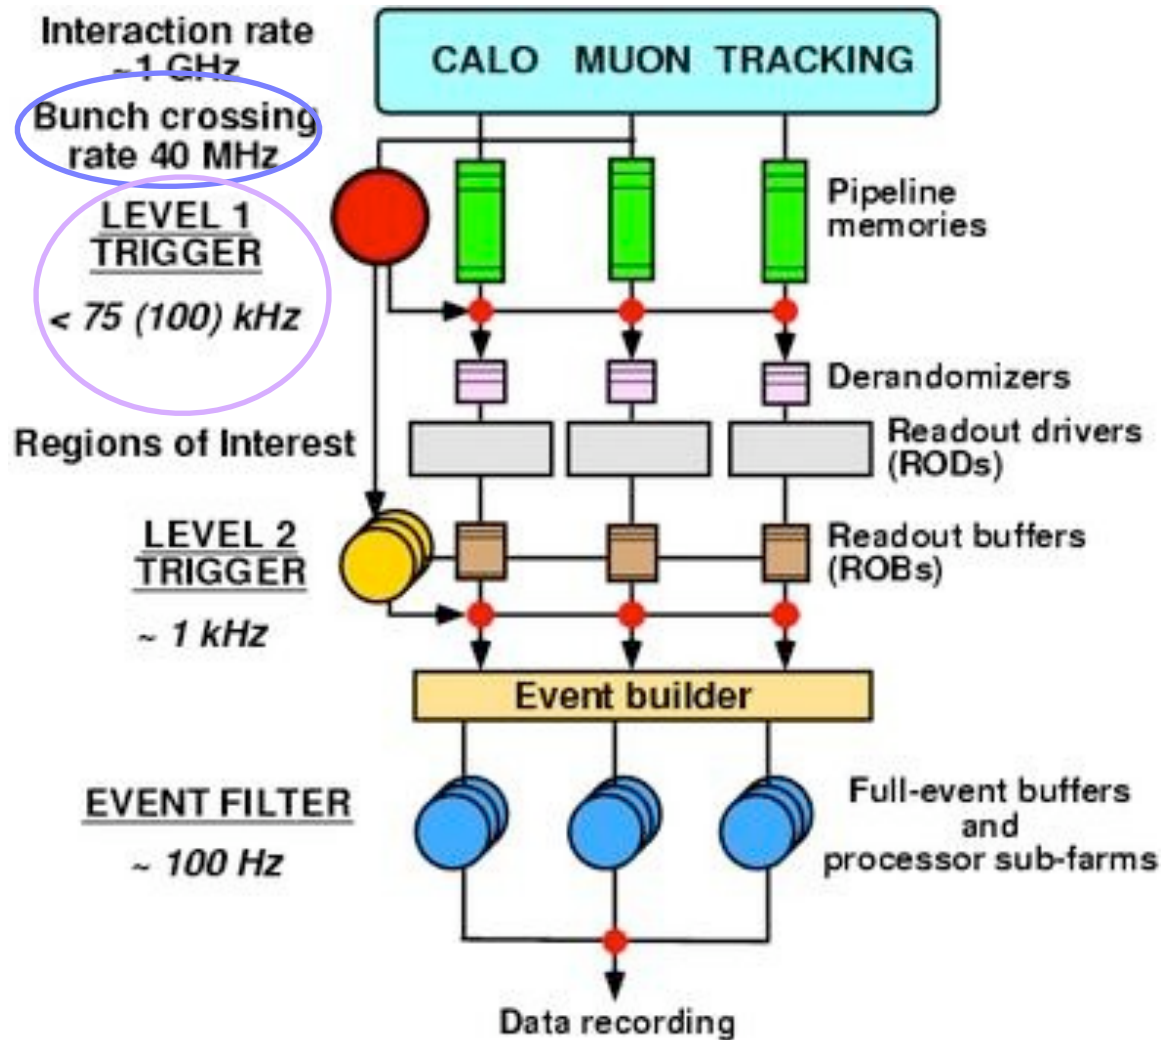 Interaction rate
~1 GHz
CALO MUON TRACKING
Bunch crossing
rate 40 MHz
LEVEL 1
TRIGGER
< 75 (100) kHz
Pipeline
memories
Derandomizers
Regions of Interest
Readout drivers
(RODs)
LEVEL 2
TRIGGER
~ 1 kHz
Readout buffers
(ROBs)
Event builder
EVENT FILTER
~ 100 Hz
Full-event buffers
and
processor sub-farms
Data recording